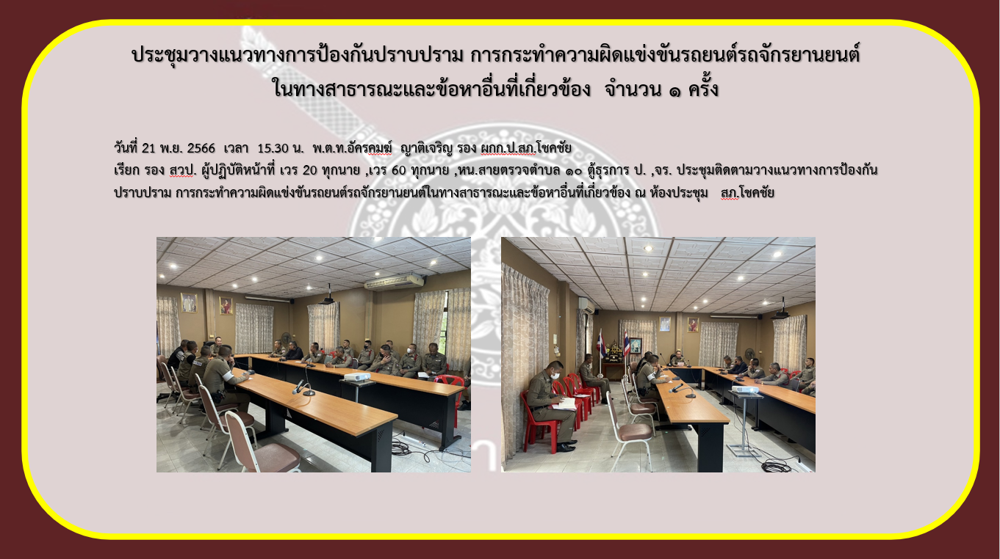 ประชุมวางแนวทางการป้องกันปราบปราม การกระทำความผิดแข่งขันรถยนต์รถจักรยานยนต์
ในทางสาธารณะและข้อหาอื่นที่เกี่ยวข้อง จำนวน ๑ ครั้ง
วันที่ 21 พ.ย. 2566 เวลา 15.30 น. พ.ต.ท.อัครคมฆ์ ญาติเจริญ รอง ผกก.ป.สภ.โชคชัย
เรียก รอง สวป. ผู้ปฏิบัติหน้าที่ เวร 20 ทุกนาย ,เวร 60 ทุกนาย ,หน.สายตรวจตำบล ๑๐ ตู้ธุรการ ป. ,จร. ประชุมติดตามวางแนวทางการป้องกัน
ปราบปราม การกระทำความผิดแข่งขันรถยนต์รถจักรยานยนต์ในทางสาธารณะและข้อหาอื่นที่เกี่ยวข้อง ณ ห้องประชุม สภ.โชคชัย